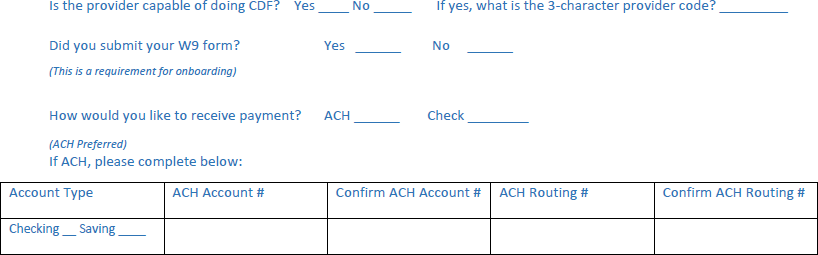 Is the provider capable of doing CDF? Yes ____ No _____ If yes, what is the 3-character provider code? _________
Did you submit your W9 form? Yes ______ No ______
(This is a requirement for onboarding)
How would you like to receive payment? ACH ______ Check ________
(ACH Preferred)
If ACH, please complete below:
Account Type ACH Account # Confirm ACH Account # ACH Routing # Confirm ACH Routing #
Checking __ Saving ____